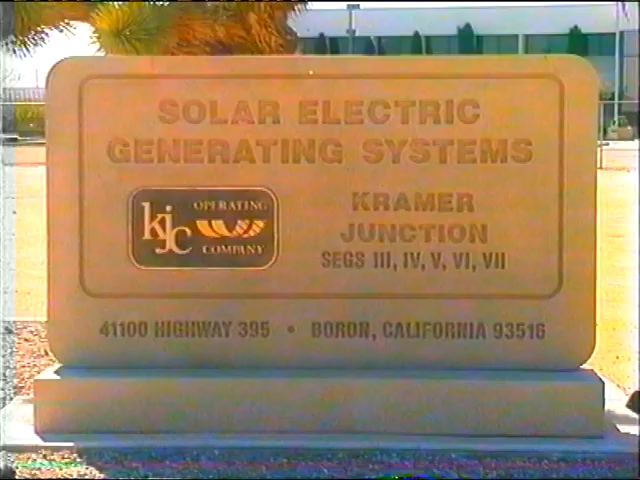 SOLAR ELECTRIC
GENERATING SYSTEMS
kjc OPERATING
COMPANY
KRAMER
JUNCTION
SEGS III, IV, V, VI, VII
41100 HIGHWAY 395 • BORON, CALIFORNIA 93516